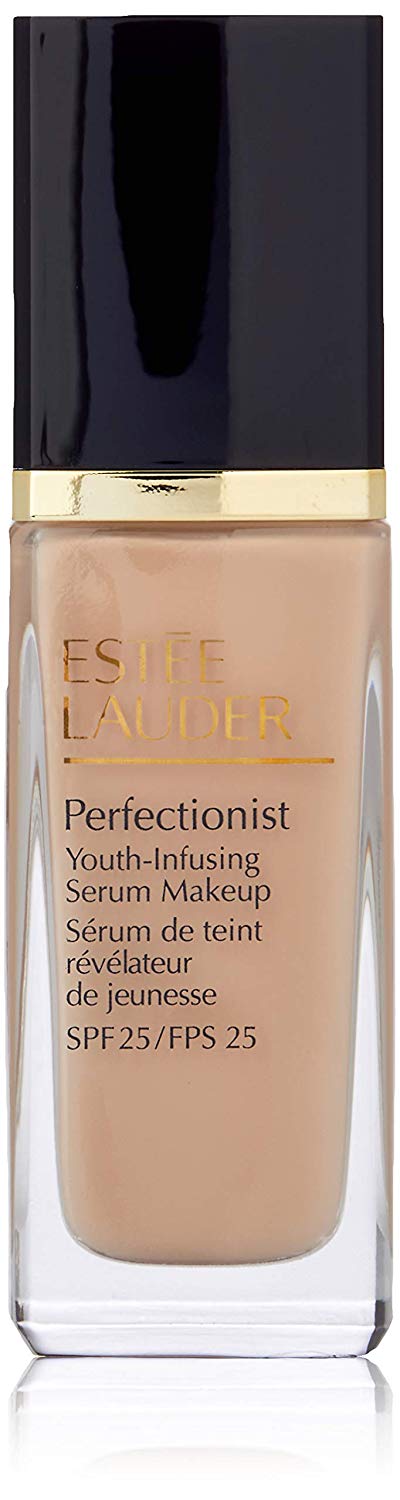 ESTĒE
LAUDER
Perfectionist
Youth-Infusing
Serum Makeup
Sérum de teint
révélateur
de jeunesse
SPF 25/FPS 25